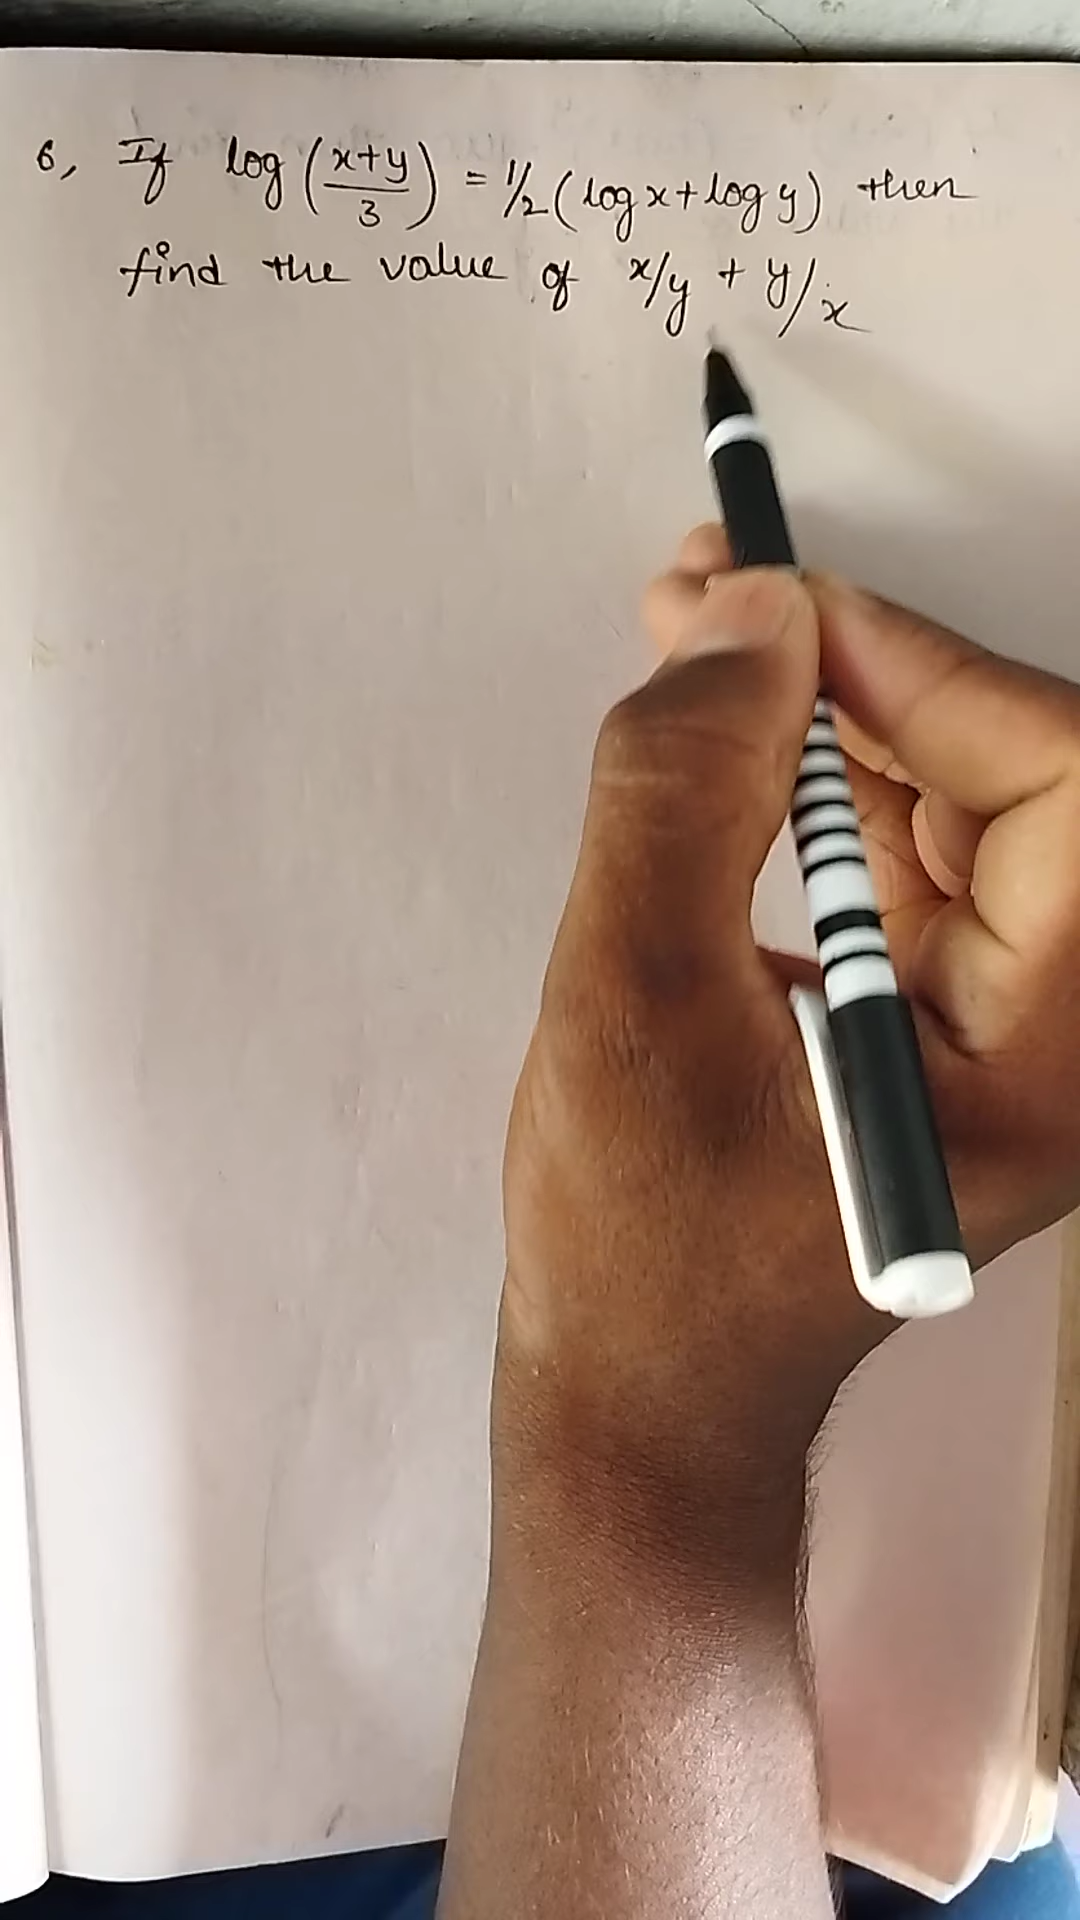 6, If log (x+y/3) = 1/2 (log x + log y) then
find the value of x/y + y/x